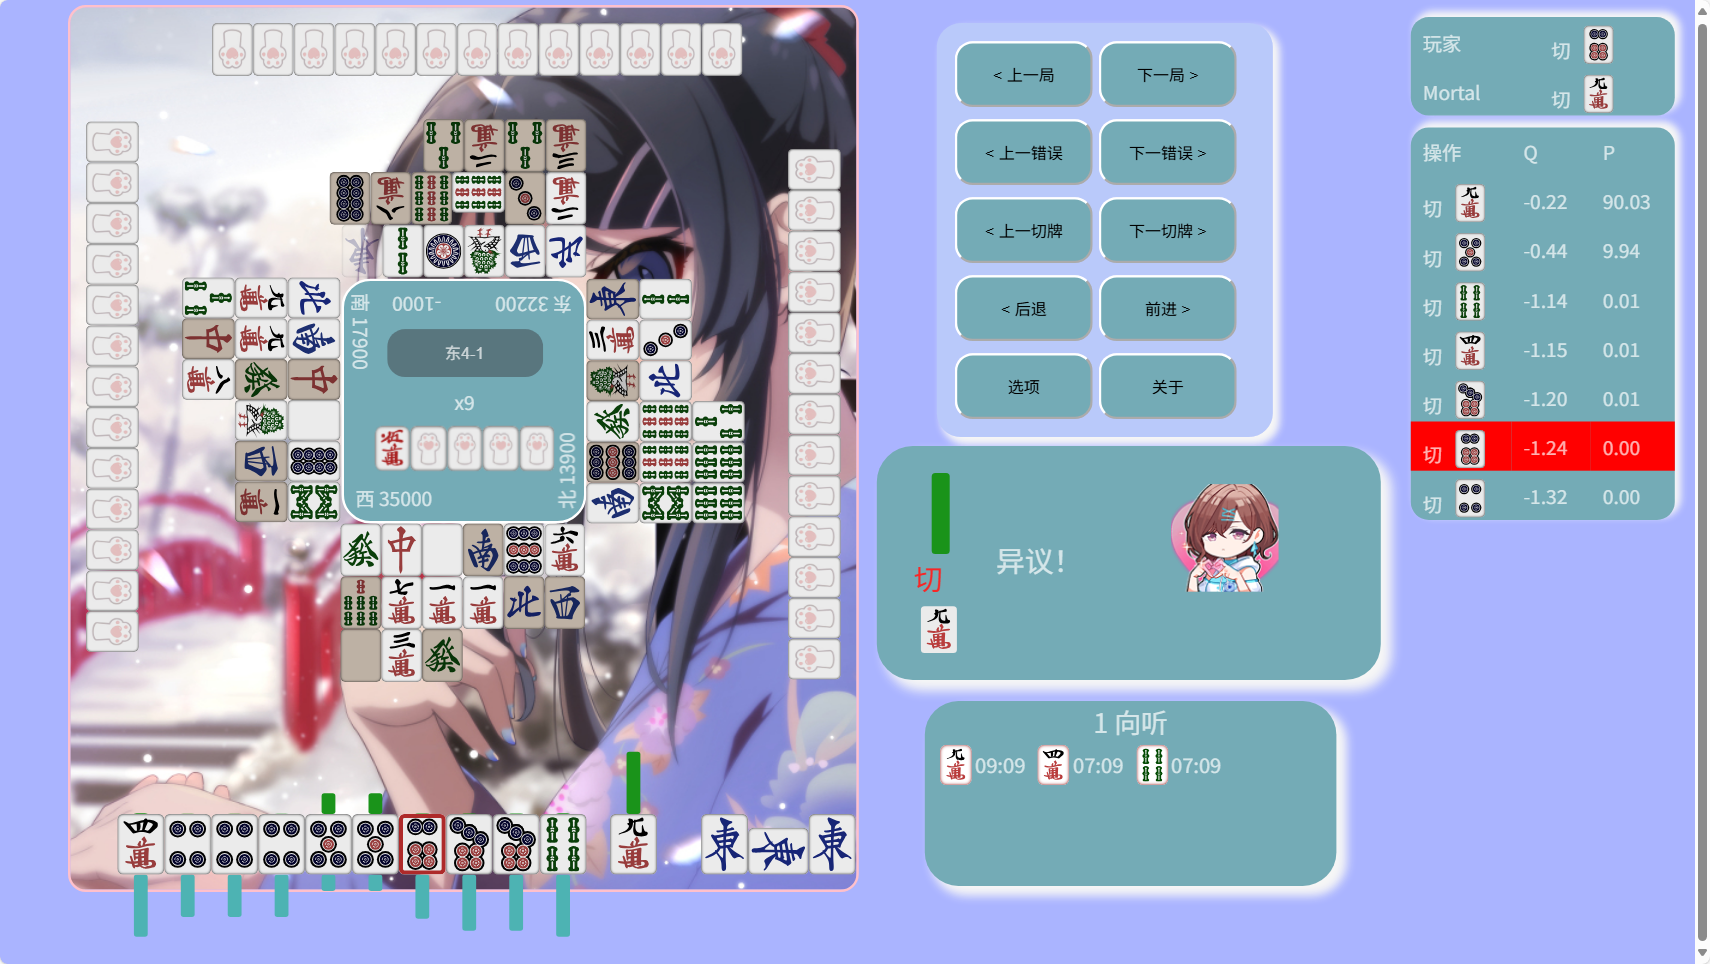 南 17900
-1000
东 32200
东4-1
x9
北 13900
西 35000
< 上一局
下一局 >
< 上一错误
下一错误 >
< 上一切牌
下一切牌 >
< 后退
前进 >
选项
关于
切
异议!
1 向听
09:09
07:09
07:09
玩家 切
Mortal 切
操作 Q P
切 -0.22 90.03
切 -0.44 9.94
切 -1.14 0.01
切 -1.15 0.01
切 -1.20 0.01
切 -1.24 0.00
切 -1.32 0.00